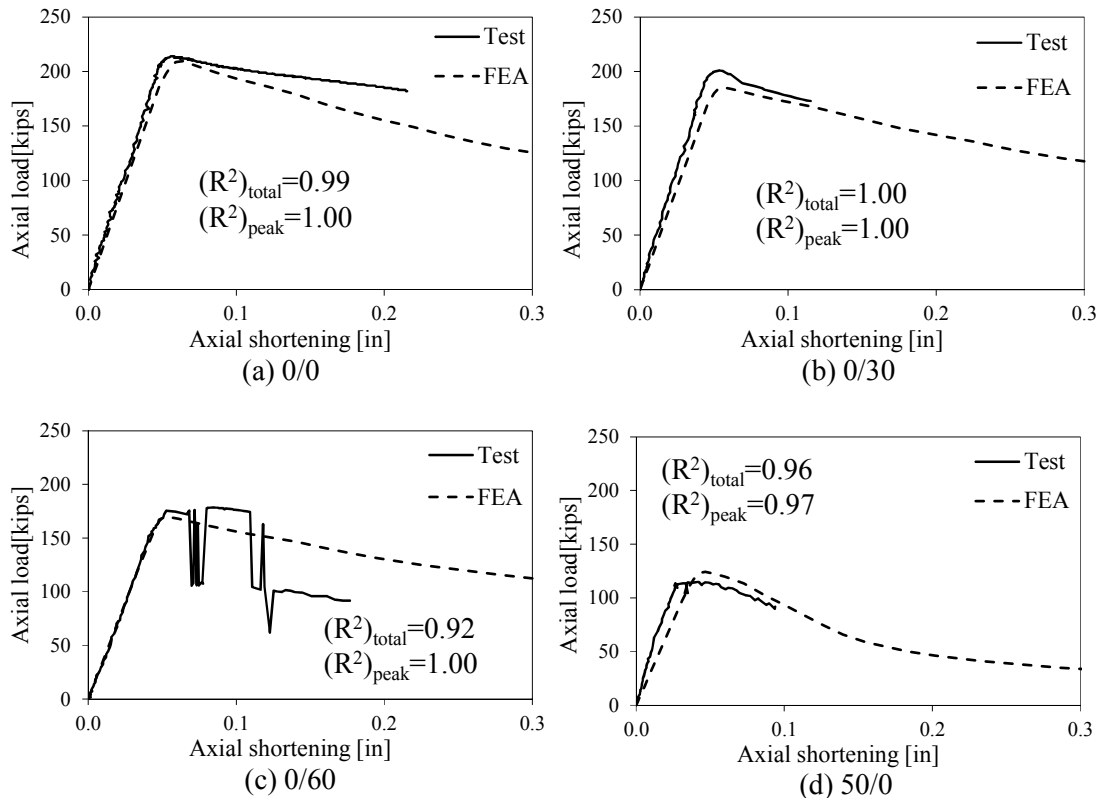 250
200
150
100
50
0
Axial load[kips]
Test
FEA
(R²)total=0.99
(R²)peak=1.00
0.0 0.1 0.2 0.3
Axial shortening [in]
(a) 0/0
250
200
150
100
50
0
Axial load[kips]
Test
FEA
(R²)total=1.00
(R²)peak=1.00
0.0 0.1 0.2 0.3
Axial shortening [in]
(b) 0/30
250
200
150
100
50
0
Axial load[kips]
Test
FEA
(R²)total=0.92
(R²)peak=1.00
0.0 0.1 0.2 0.3
Axial shortening [in]
(c) 0/60
250
200
150
100
50
0
Axial load[kips]
(R²)total=0.96
(R²)peak=0.97
Test
FEA
0.0 0.1 0.2 0.3
Axial shortening [in]
(d) 50/0